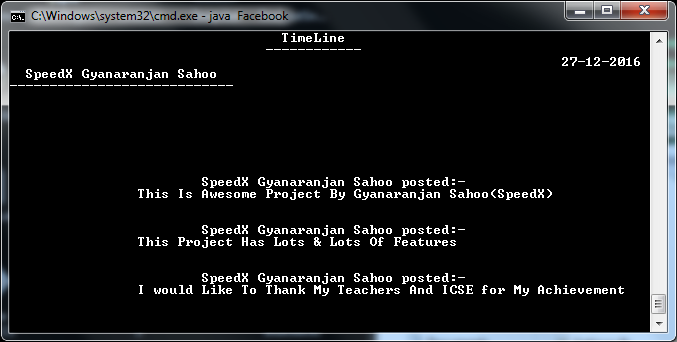 C:\Windows\system32\cmd.exe - java  Facebook
TimeLine
------------
27-12-2016
SpeedX Gyanaranjan Sahoo
----------------------------
SpeedX Gyanaranjan Sahoo posted:-
This Is Awesome Project By Gyanaranjan Sahoo(SpeedX)
SpeedX Gyanaranjan Sahoo posted:-
This Project Has Lots & Lots Of Features
SpeedX Gyanaranjan Sahoo posted:-
I would Like To Thank My Teachers And ICSE for My Achievement